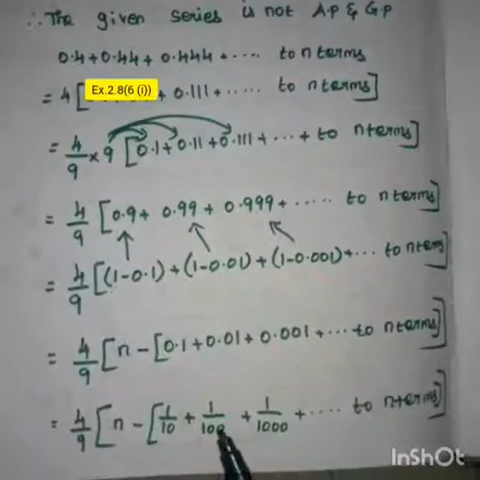 ∴ The given series is not A.P & G.P
0.4+0.44+0.444+.... to n terms
= 4[ + 0.111+..... to n terms]
Ex.2.8(6 (i))
= 4/9 × 9 [0.1+0.11+0.111+...+ to n terms]
= 4/9 [0.9+ 0.99 + 0.999+ ..... to n terms]
= 4/9 [(1-0.1)+(1-0.01)+(1-0.001)+... to n terms]
= 4/9 [n - [0.1+0.01+0.001+... to n terms]]
= 4/9 [n - [1/10 + 1/100 + 1/1000 + .... to n terms]]
InShOt